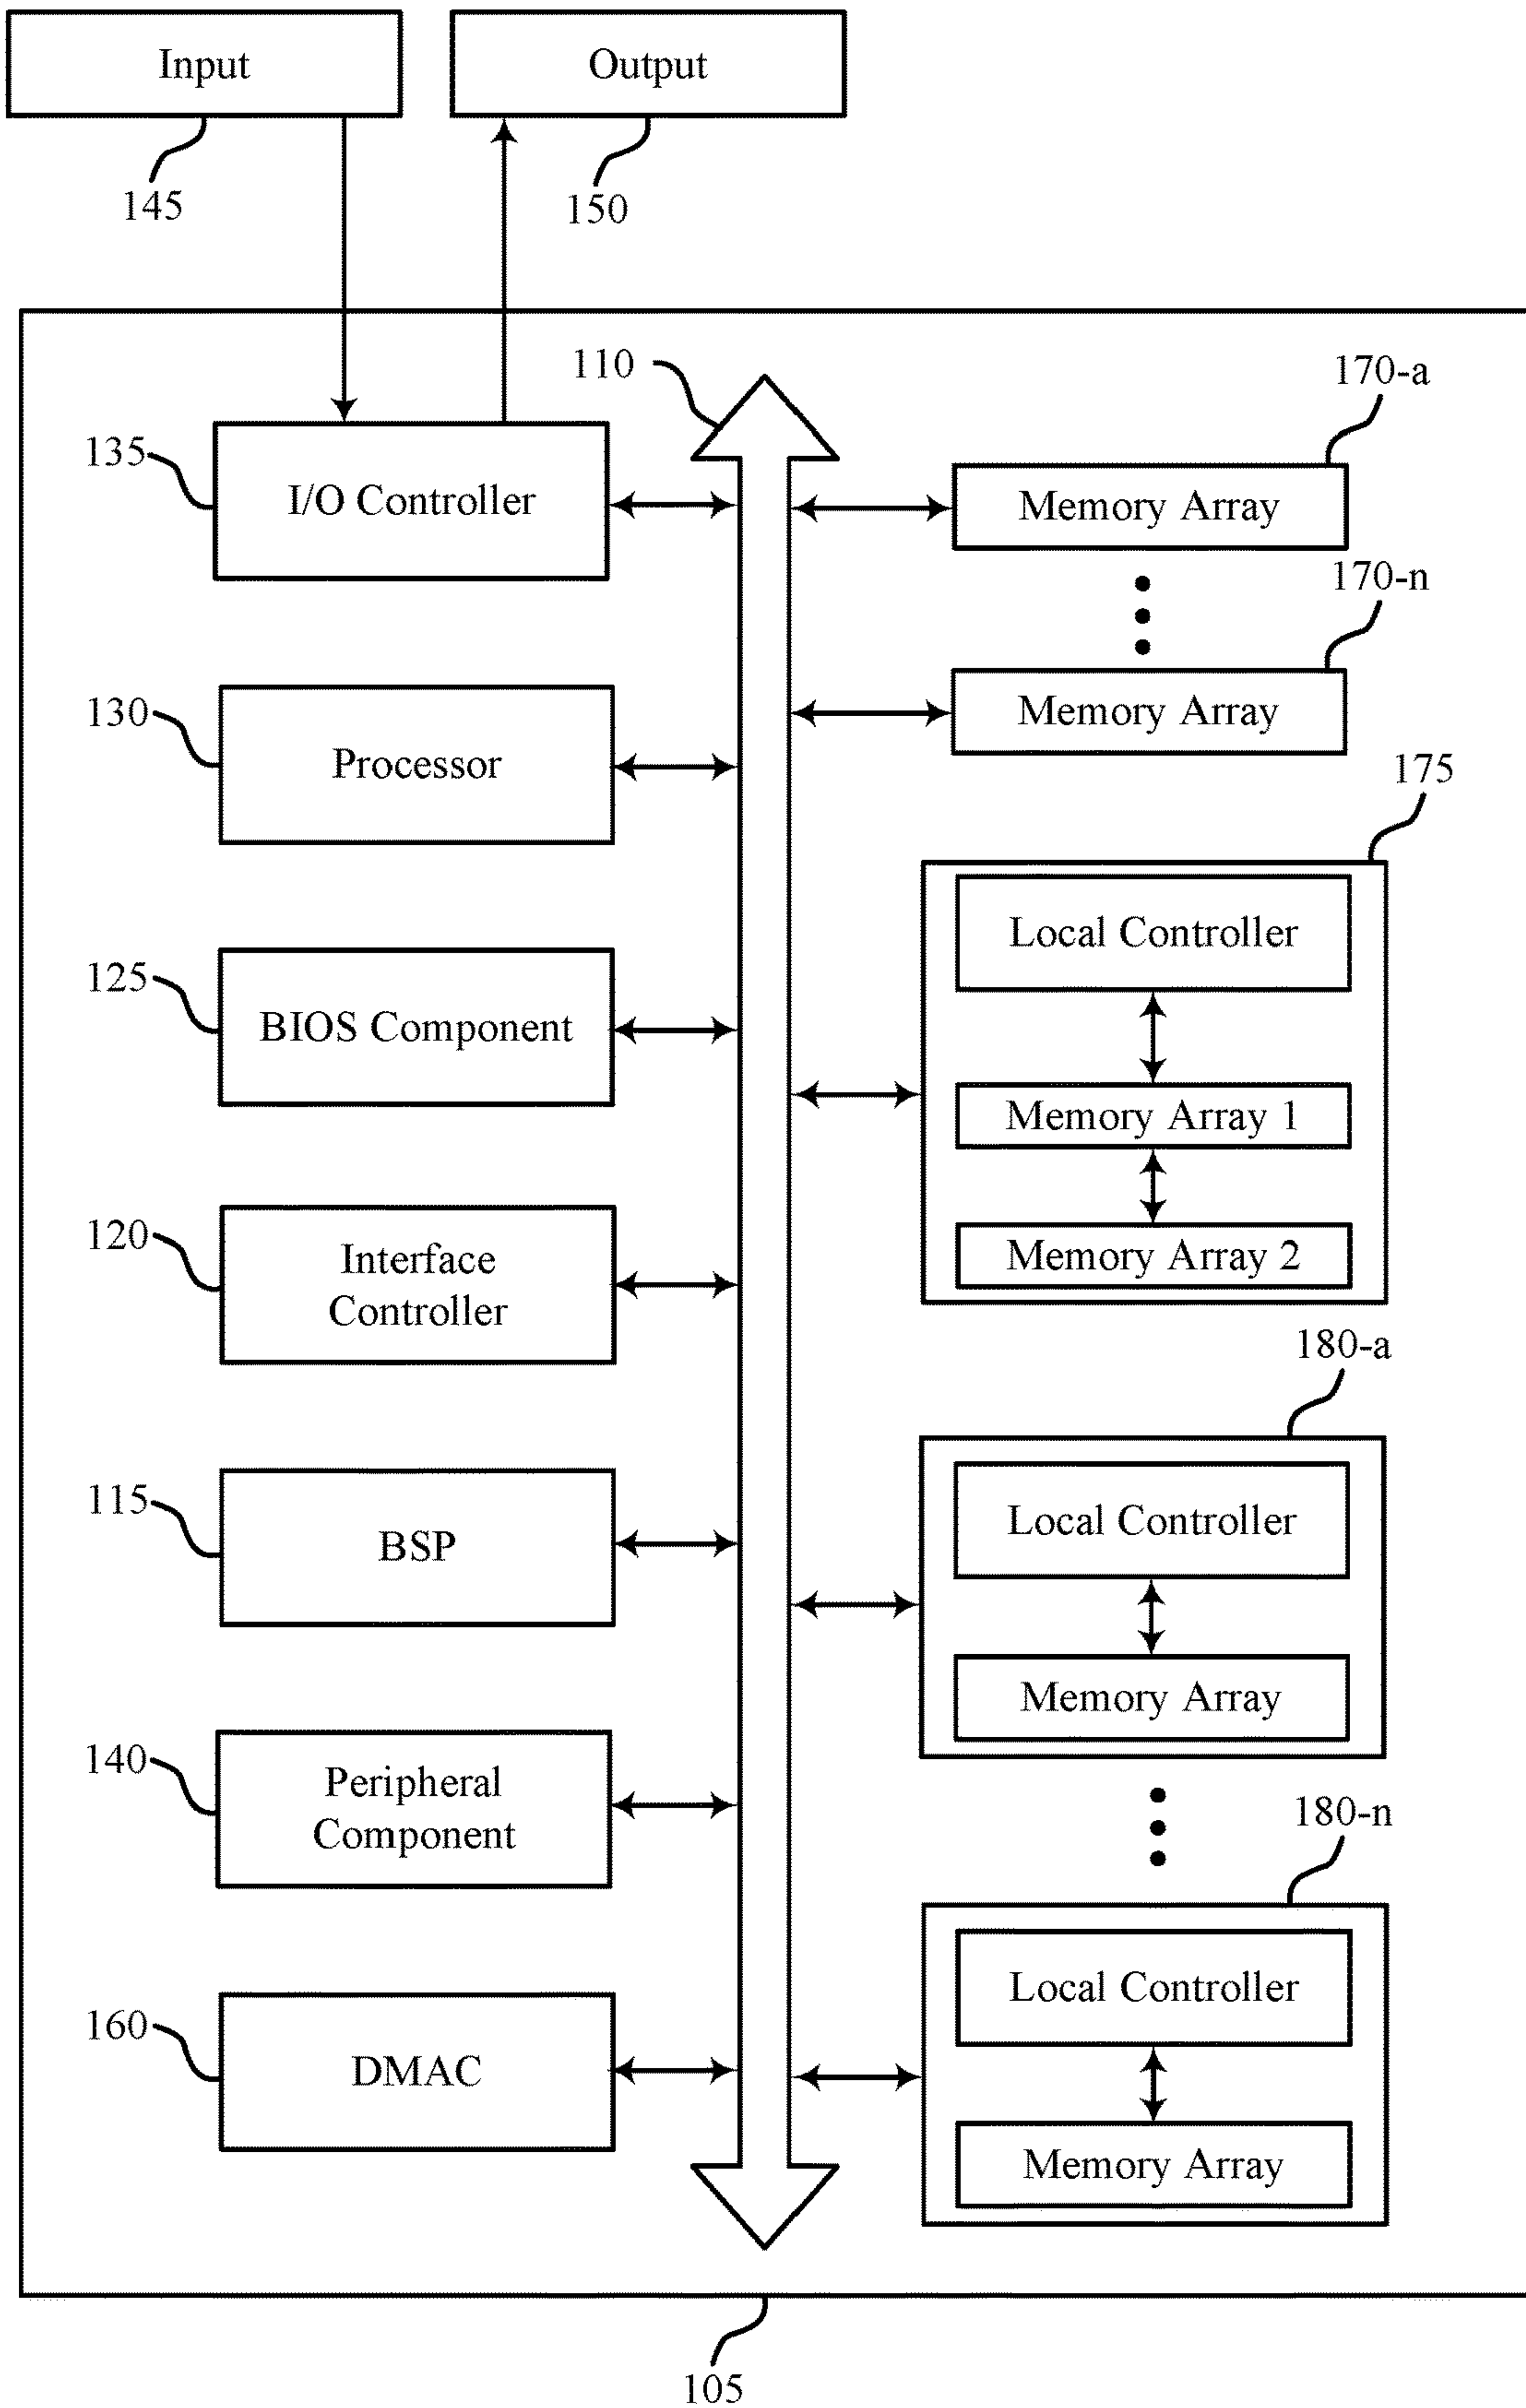 Input
Output
145
150
110
170-a
135
I/O Controller
Memory Array
170-n
130
Processor
Memory Array
175
125
BIOS Component
Local Controller
Memory Array 1
Memory Array 2
120
Interface
Controller
180-a
115
BSP
Local Controller
Memory Array
140
Peripheral
Component
180-n
160
DMAC
Local Controller
Memory Array
105